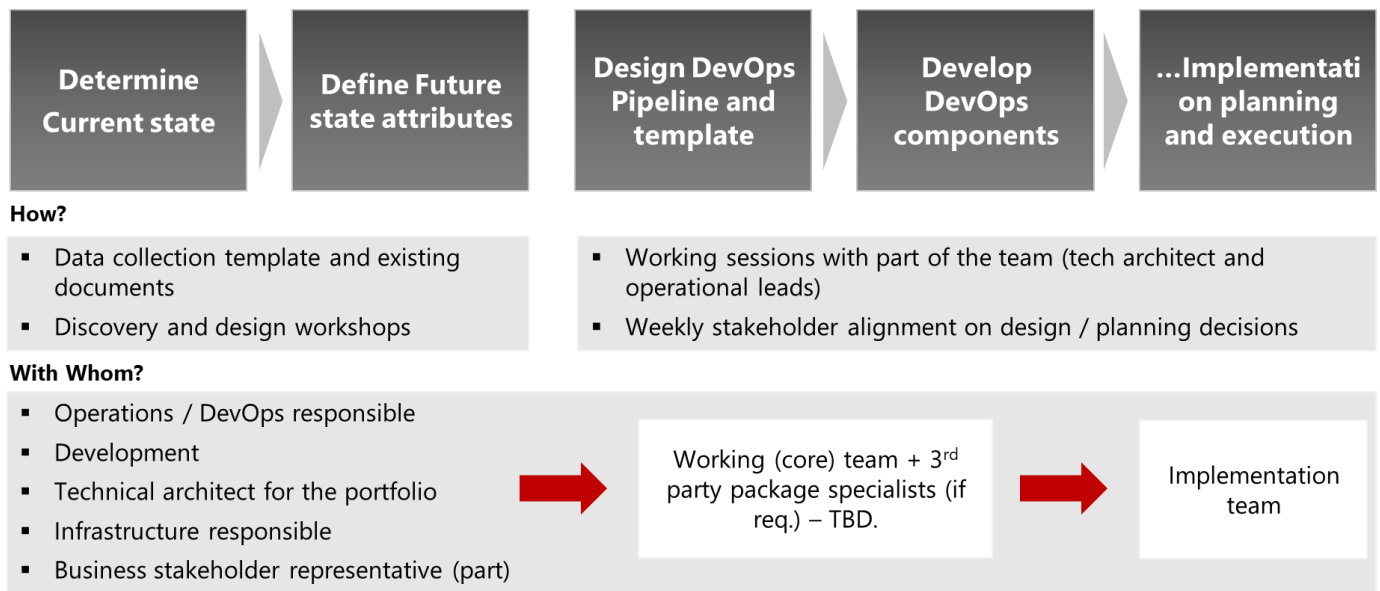 Determine
Current state
Define Future
state attributes
Design DevOps
Pipeline and
template
Develop
DevOps
components
...Implementati
on planning
and execution
How?
▪ Data collection template and existing
documents
▪ Discovery and design workshops
▪ Working sessions with part of the team (tech architect and
operational leads)
▪ Weekly stakeholder alignment on design / planning decisions
With Whom?
▪ Operations / DevOps responsible
▪ Development
▪ Technical architect for the portfolio
▪ Infrastructure responsible
▪ Business stakeholder representative (part)
Working (core) team + 3rd
party package specialists (if
req.) – TBD.
Implementation
team